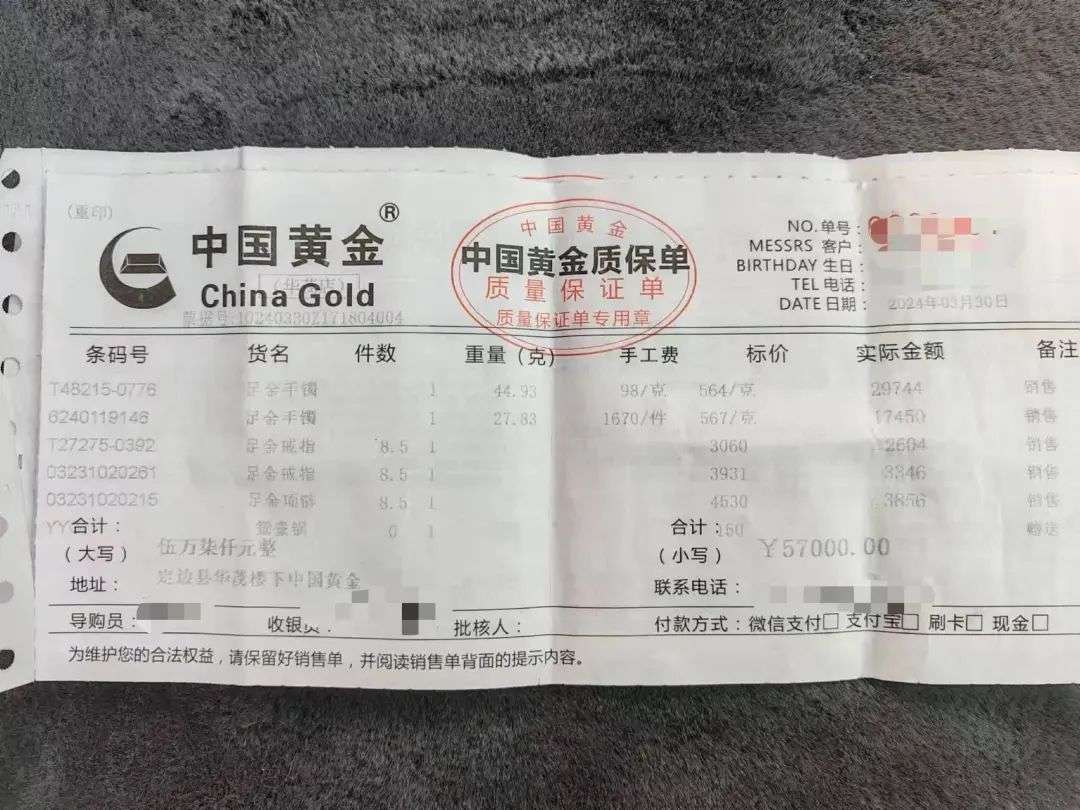 (重印)
中国黄金®
(华茂店)
China Gold
票据号:10240330Z171804004
中国黄金
中国黄金质保单
质量保证单
质量保证单专用章
NO.单号:
MESSRS 客户:
BIRTHDAY 生日:
TEL 电话:
DATE 日期: 2024年03月30日
条码号 货名 件数 重量(克) 手工费 标价 实际金额 备注
T48215-0776 足金手镯 1 44.93 98/克 564/克 29744 销售
6240119146 足金手镯 1 27.83 1670/件 567/克 17450 销售
T27275-0392 足金戒指 8.5 1 3060 2604 销售
03231020261 足金戒指 8.5 1 3931 3346 销售
03231020215 足金项链 8.5 1 4530 3856 销售
YY 0 1 150 赠送
合计: 合计:
(大写) 伍万柒仟元整 (小写) ¥57000.00
地址: 定边县华茂楼下中国黄金 联系电话:
导购员: 收银员: 批核人: 付款方式: 微信支付□ 支付宝□ 刷卡□ 现金□
为维护您的合法权益,请保留好销售单,并阅读销售单背面的提示内容。